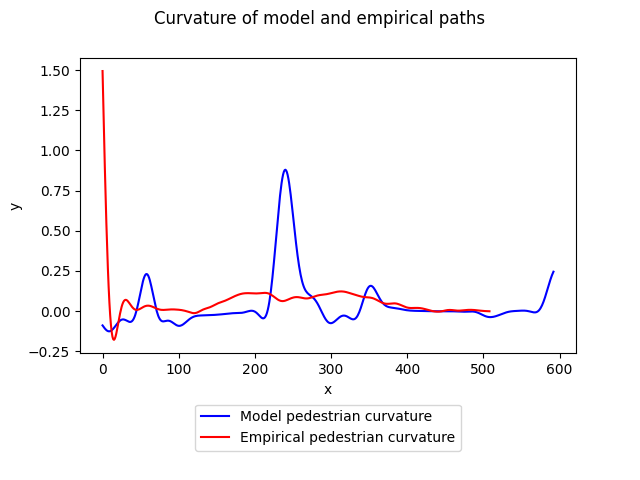 Curvature of model and empirical paths
1.50
1.25
1.00
0.75
0.50
0.25
0.00
−0.25
y
0 100 200 300 400 500 600
x
Model pedestrian curvature
Empirical pedestrian curvature